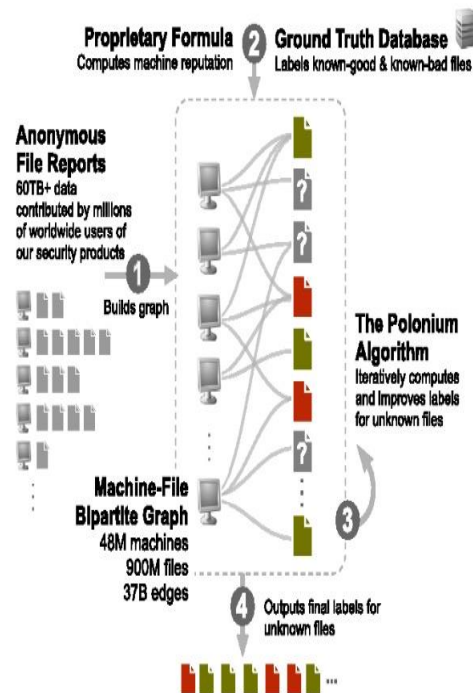 Proprietary Formula
Computes machine reputation
2
Ground Truth Database
Labels known-good & known-bad files
Anonymous
File Reports
60TB+ data
contributed by millions
of worldwide users of
our security products
1
Builds graph
?
?
The Polonium
Algorithm
Iteratively computes
and improves labels
for unknown files
?
Machine-File
Bipartite Graph
48M machines
900M files
37B edges
3
4
Outputs final labels for
unknown files